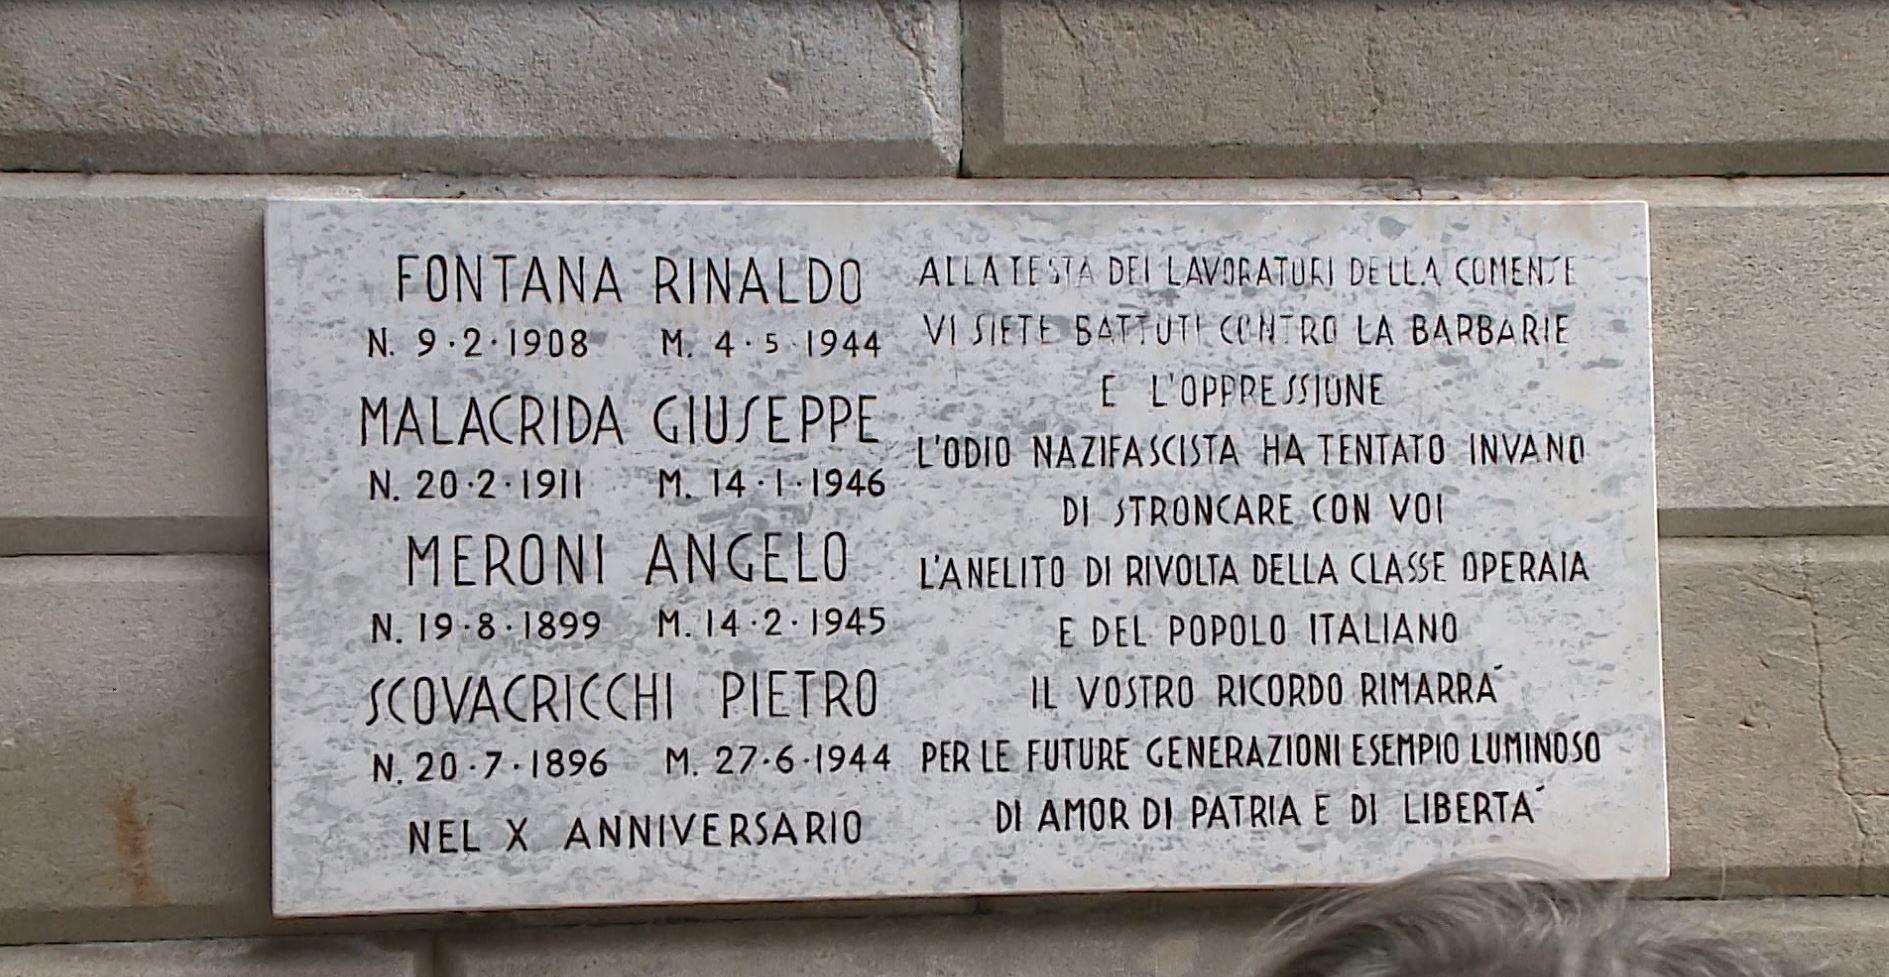 FONTANA RINALDO
N. 9·2·1908 M. 4·5·1944
MALACRIDA GIUSEPPE
N. 20·2·1911 M. 14·1·1946
MERONI ANGELO
N. 19·8·1899 M. 14·2·1945
SCOVACRICCHI PIETRO
N. 20·7·1896 M. 27·6·1944
NEL X ANNIVERSARIO
ALLA TESTA DEI LAVORATORI DELLA COMENSE
VI SIETE BATTUTI CONTRO LA BARBARIE
E L'OPPRESSIONE
L'ODIO NAZIFASCISTA HA TENTATO INVANO
DI STRONCARE CON VOI
L'ANELITO DI RIVOLTA DELLA CLASSE OPERAIA
E DEL POPOLO ITALIANO
IL VOSTRO RICORDO RIMARRÁ
PER LE FUTURE GENERAZIONI ESEMPIO LUMINOSO
DI AMOR DI PATRIA E DI LIBERTÁ